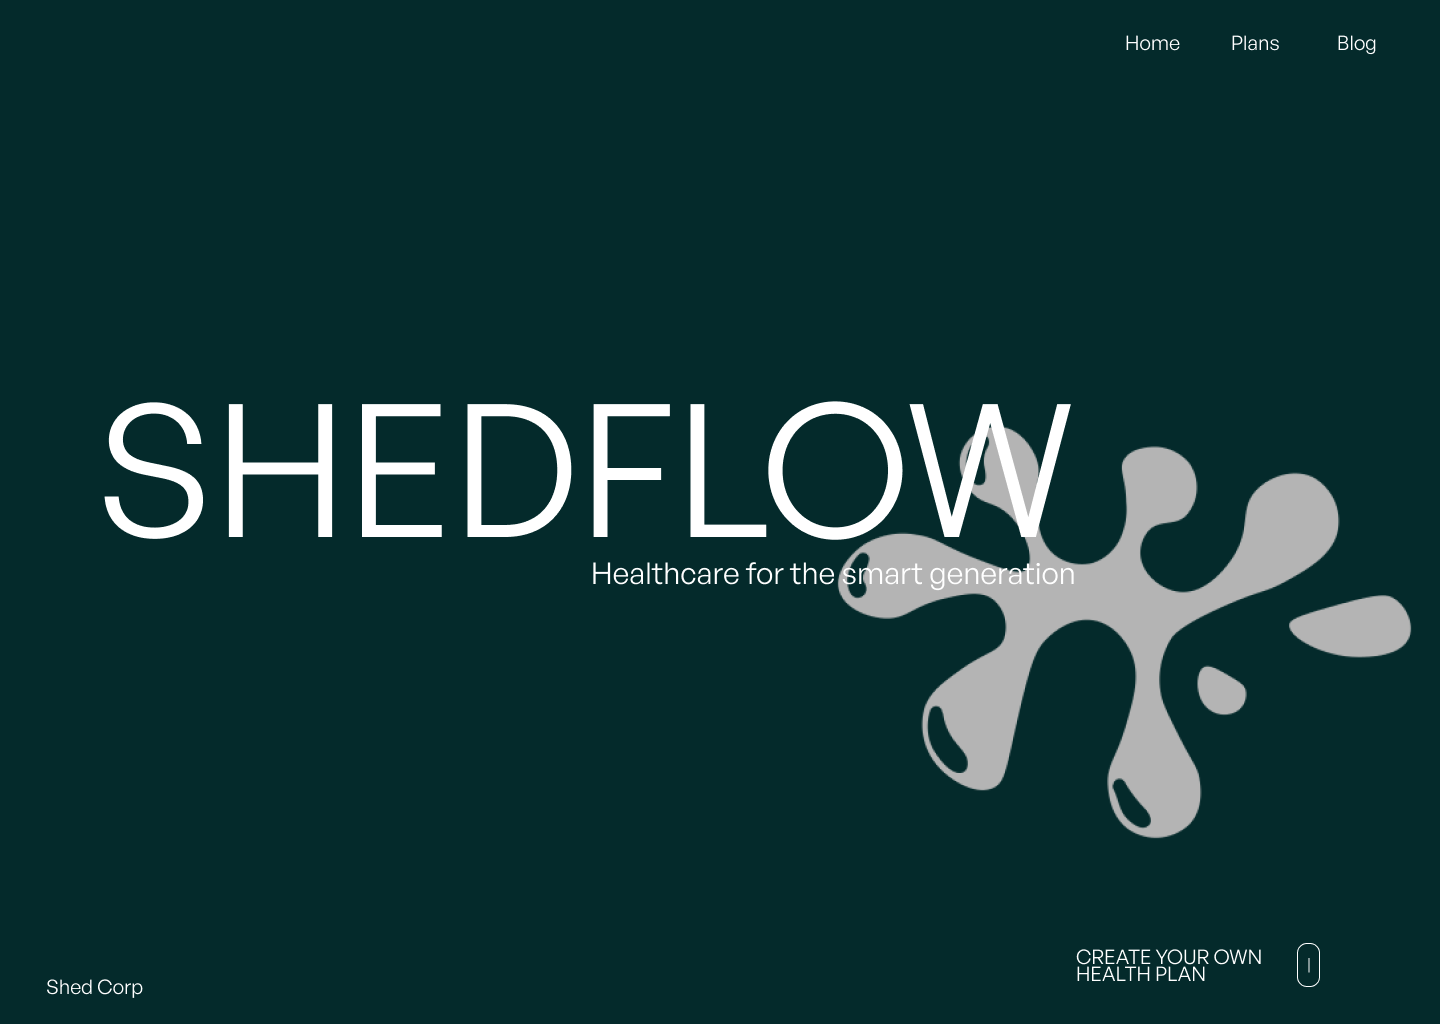 Home Plans Blog
SHEDFLOW
Healthcare for the smart generation
CREATE YOUR OWN
HEALTH PLAN
Shed Corp